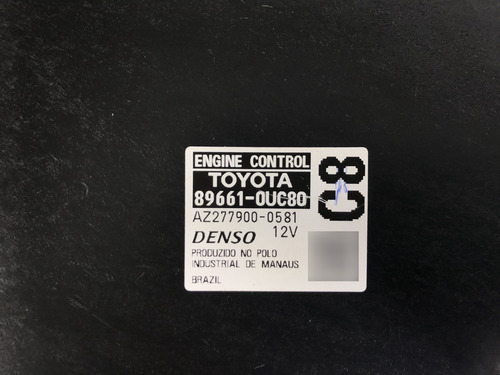 ENGINE CONTROL
TOYOTA
89661-0UC80
C8
AZ277900-0581
12V
DENSO
PRODUZIDO NO POLO
INDUSTRIAL DE MANAUS
BRAZIL